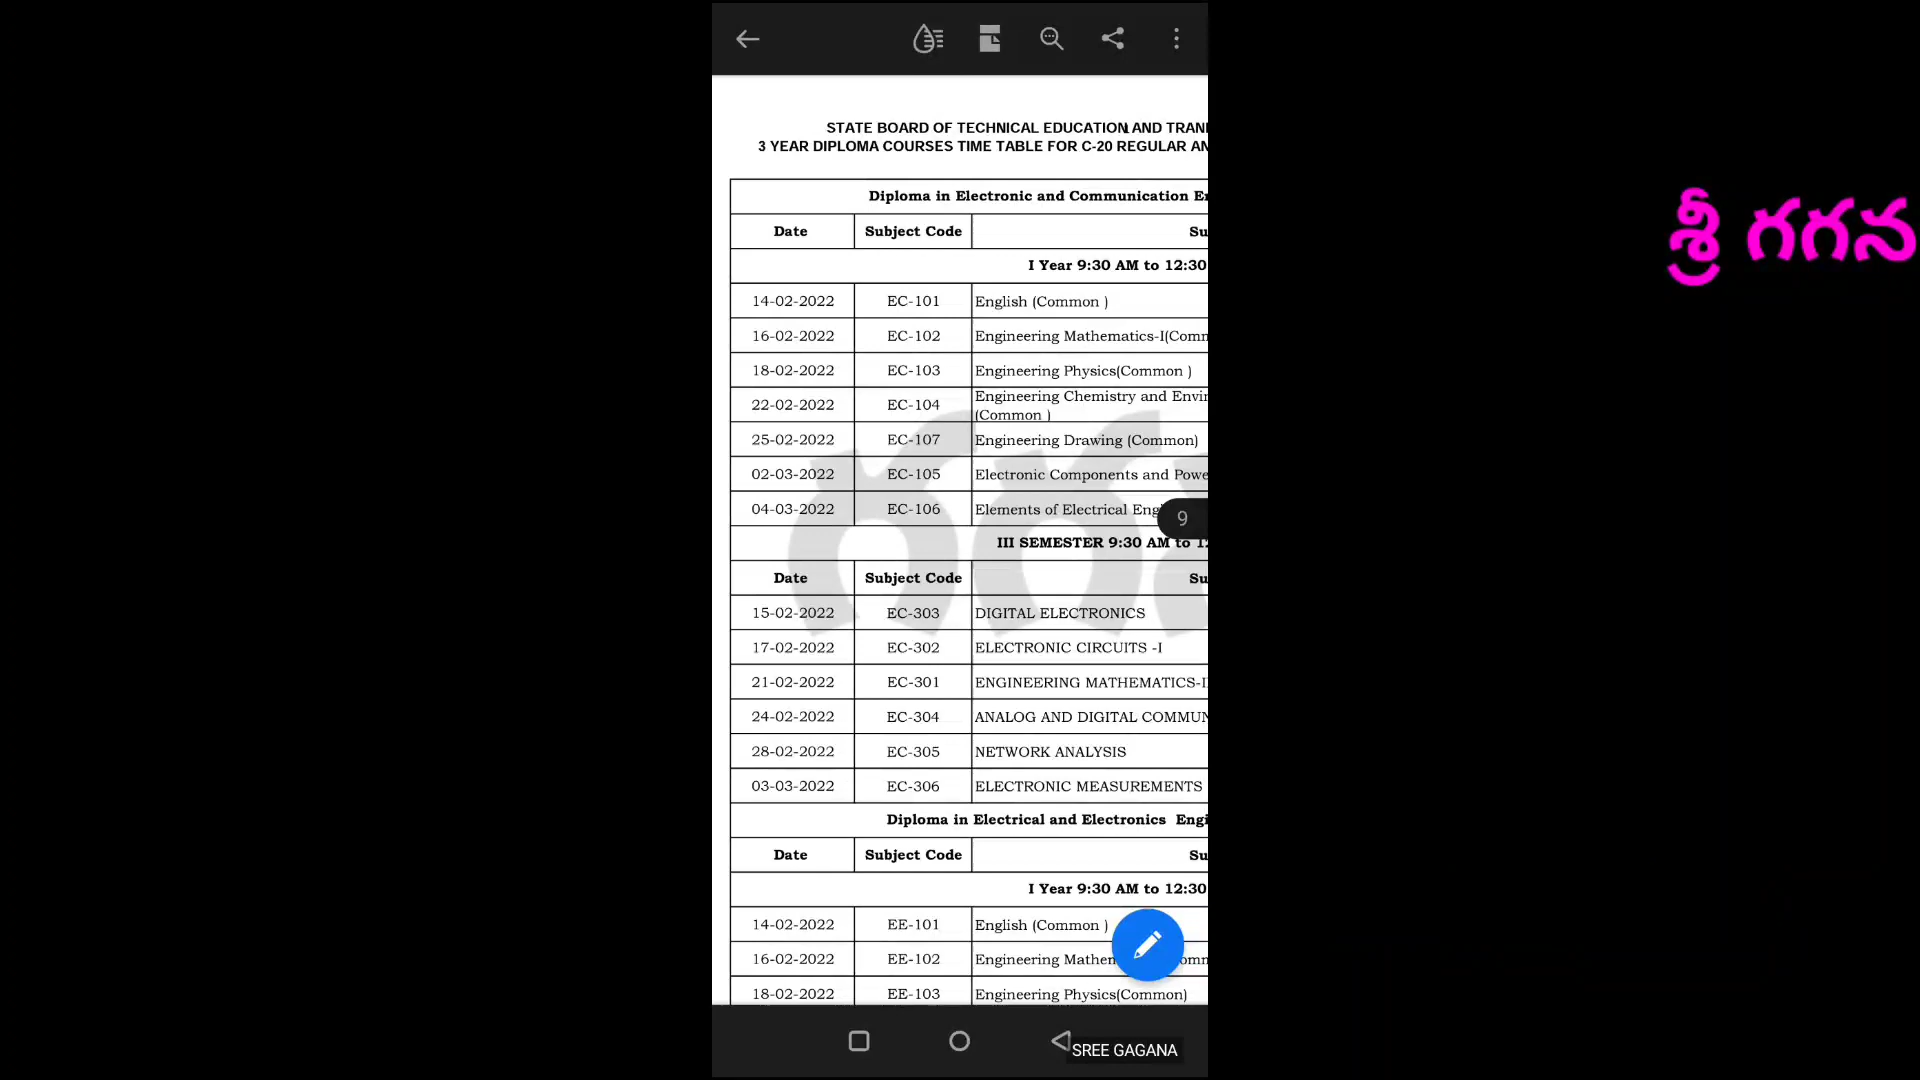 STATE BOARD OF TECHNICAL EDUCATION AND TRAN
3 YEAR DIPLOMA COURSES TIME TABLE FOR C-20 REGULAR AN
Diploma in Electronic and Communication
Date Subject Code Su
I Year 9:30 AM to 12:30
14-02-2022 EC-101 English (Common )
16-02-2022 EC-102 Engineering Mathematics-I(Comm
18-02-2022 EC-103 Engineering Physics(Common )
22-02-2022 EC-104 Engineering Chemistry and Envir
(Common )
25-02-2022 EC-107 Engineering Drawing (Common)
02-03-2022 EC-105 Electronic Components and Powe
04-03-2022 EC-106 Elements of Electrical Eng
9
III SEMESTER 9:30 AM to
Date Subject Code Su
15-02-2022 EC-303 DIGITAL ELECTRONICS
17-02-2022 EC-302 ELECTRONIC CIRCUITS -I
21-02-2022 EC-301 ENGINEERING MATHEMATICS-I
24-02-2022 EC-304 ANALOG AND DIGITAL COMMUN
28-02-2022 EC-305 NETWORK ANALYSIS
03-03-2022 EC-306 ELECTRONIC MEASUREMENTS
Diploma in Electrical and Electronics Engi
Date Subject Code Su
I Year 9:30 AM to 12:30
14-02-2022 EE-101 English (Common )
16-02-2022 EE-102 Engineering Mathem
18-02-2022 EE-103 Engineering Physics(Common)
SREE GAGANA
శ్రీ గగన